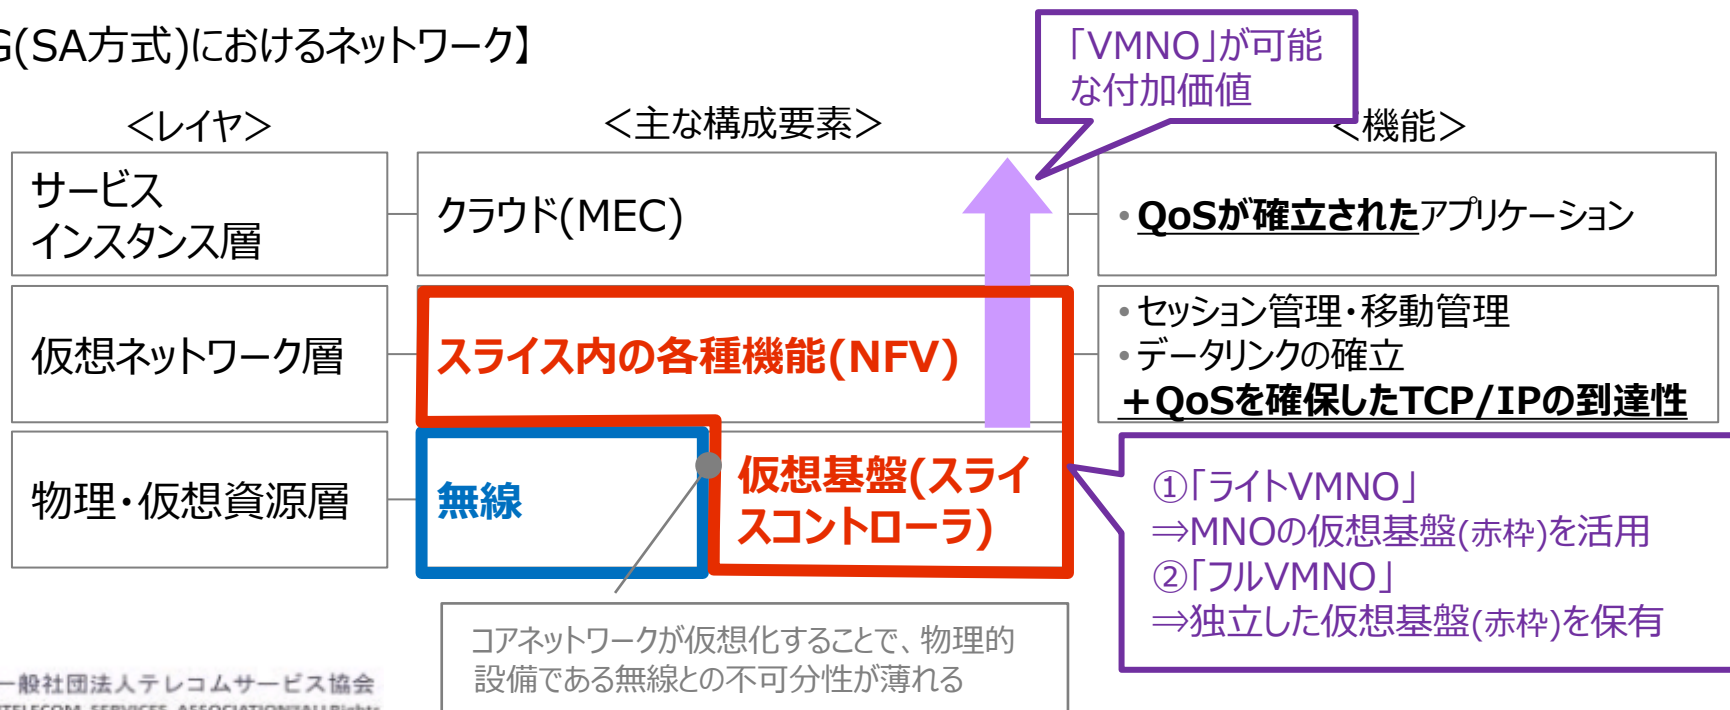 G(SA方式)におけるネットワーク】
「VMNO」が可能
な付加価値
＜レイヤ＞
＜主な構成要素＞
＜機能＞
サービス
インスタンス層
クラウド(MEC)
・QoSが確立されたアプリケーション
仮想ネットワーク層
スライス内の各種機能(NFV)
・セッション管理・移動管理
・データリンクの確立
＋QoSを確保したTCP/IPの到達性
物理・仮想資源層
無線
仮想基盤(スライ
スコントローラ)
①「ライトVMNO」
⇒MNOの仮想基盤(赤枠)を活用
②「フルVMNO」
⇒独立した仮想基盤(赤枠)を保有
コアネットワークが仮想化することで、物理的
設備である無線との不可分性が薄れる
一般社団法人テレコムサービス協会
TELECOM SERVICES ASSOCIATION